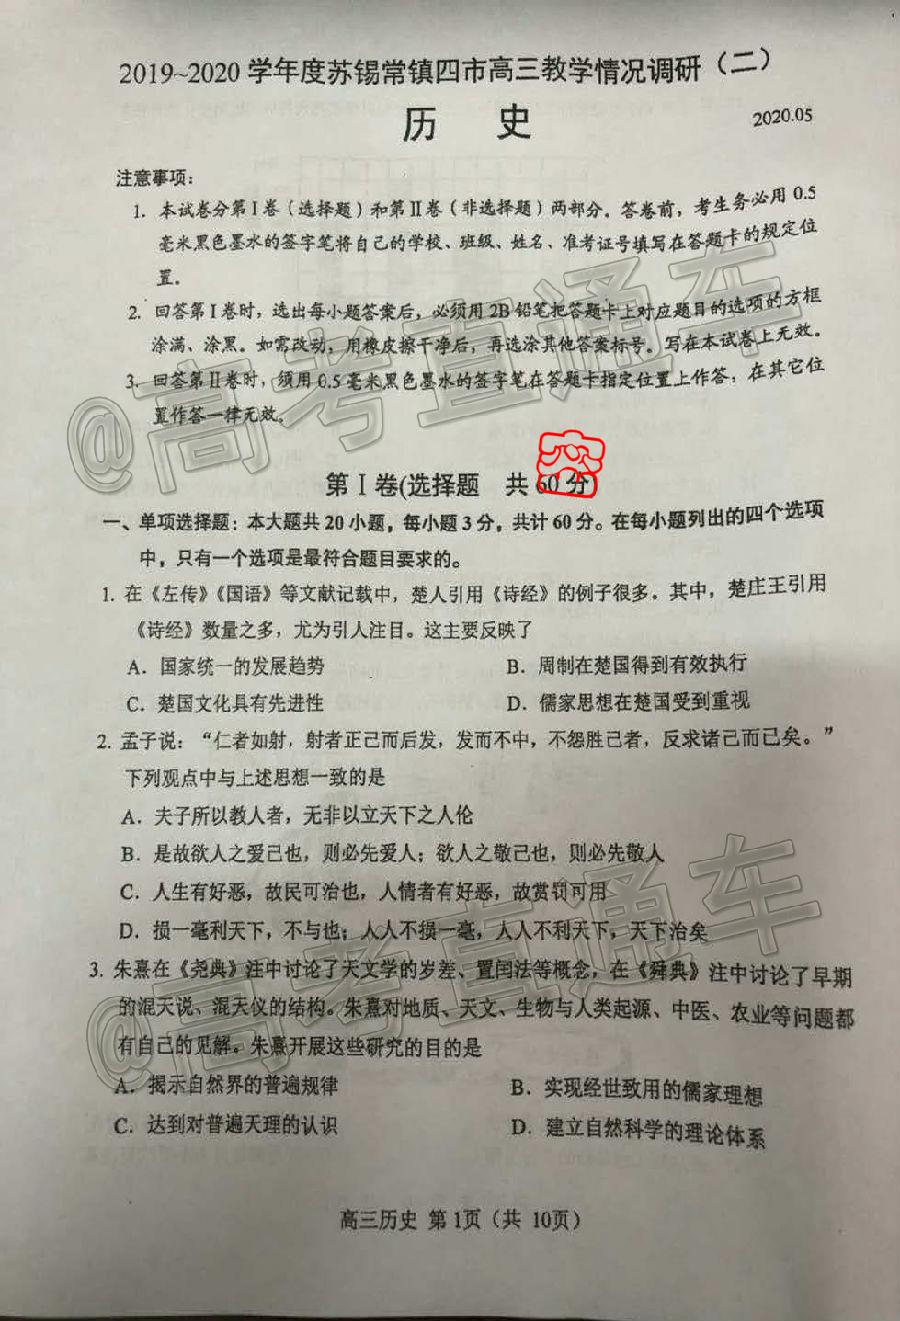 2019~2020 学年度苏锡常镇四市高三教学情况调研（二）
历 史
2020.05
注意事项：
1. 本试卷分第Ⅰ卷（选择题）和第Ⅱ卷（非选择题）两部分。答卷前，考生务必用 0.5
毫米黑色墨水的签字笔将自己的学校、班级、姓名、准考证号填写在答题卡的规定位
置。
2. 回答第Ⅰ卷时，选出每小题答案后，必须用2B 铅笔把答题卡上对应题目的选项的方框
涂满、涂黑。如需改动，用橡皮擦干净后，再选涂其他答案标号。写在本试卷上无效。
3. 回答第Ⅱ卷时，须用 0.5 毫米黑色墨水的签字笔在答题卡指定位置上作答，在其它位
置作答一律无效。
第Ⅰ卷(选择题 共 60 分)
一、单项选择题：本大题共 20 小题，每小题 3 分，共计 60 分。在每小题列出的四个选项
中，只有一个选项是最符合题目要求的。
1. 在《左传》《国语》等文献记载中，楚人引用《诗经》的例子很多．其中，楚庄王引用
《诗经》数量之多，尤为引人注目。这主要反映了
A．国家统一的发展趋势 B．周制在楚国得到有效执行
C．楚国文化具有先进性 D．儒家思想在楚国受到重视
2. 孟子说：“仁者如射，射者正己而后发，发而不中，不怨胜己者，反求诸己而已矣。”
下列观点中与上述思想一致的是
A．夫子所以教人者，无非以立天下之人伦
B．是故欲人之爱己也，则必先爱人；欲人之敬己也，则必先敬人
C．人生有好恶，故民可治也，人情者有好恶，故赏罚可用
D．损一毫利天下，不与也；人人不损一毫，人人不利天下，天下治矣
3. 朱熹在《尧典》注中讨论了天文学的岁差、置闰法等概念，在《舜典》注中讨论了早期
的混天说、混天仪的结构。朱熹对地质、天文、生物与人类起源、中医、农业等问题都
有自己的见解。朱熹开展这些研究的目的是
A．揭示自然界的普遍规律 B．实现经世致用的儒家理想
C．达到对普遍天理的认识 D．建立自然科学的理论体系
高三历史 第1页（共 10页）
@高考直通车
@高考直通车